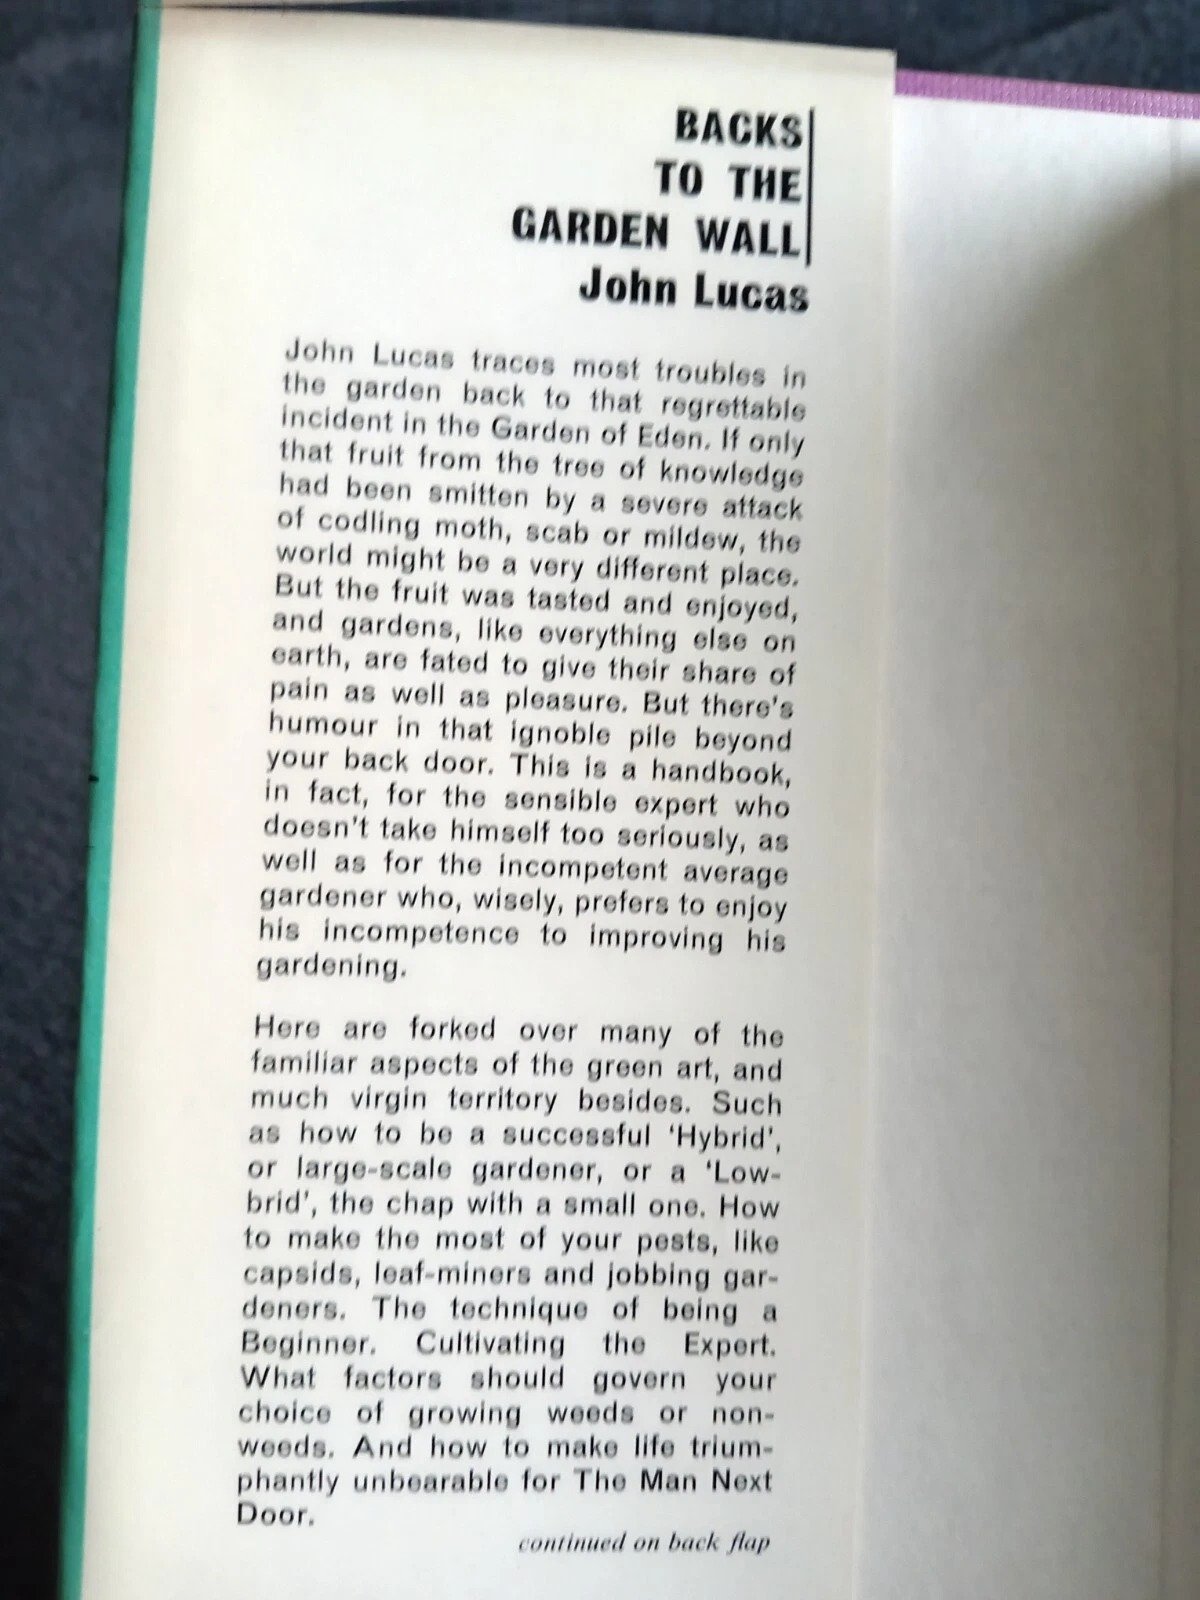 BACKS
TO THE
GARDEN WALL
John Lucas
John Lucas traces most troubles in
the garden back to that regrettable
incident in the Garden of Eden. If only
that fruit from the tree of knowledge
had been smitten by a severe attack
of codling moth, scab or mildew, the
world might be a very different place.
But the fruit was tasted and enjoyed,
and gardens, like everything else on
earth, are fated to give their share of
pain as well as pleasure. But there's
humour in that ignoble pile beyond
your back door. This is a handbook,
in fact, for the sensible expert who
doesn't take himself too seriously, as
well as for the incompetent average
gardener who, wisely, prefers to enjoy
his incompetence to improving his
gardening.
Here are forked over many of the
familiar aspects of the green art, and
much virgin territory besides. Such
as how to be a successful 'Hybrid',
or large-scale gardener, or a 'Low-
brid', the chap with a small one. How
to make the most of your pests, like
capsids, leaf-miners and jobbing gar-
deners. The technique of being a
Beginner. Cultivating the Expert.
What factors should govern your
choice of growing weeds or non-
weeds. And how to make life trium-
phantly unbearable for The Man Next
Door.
continued on back flap